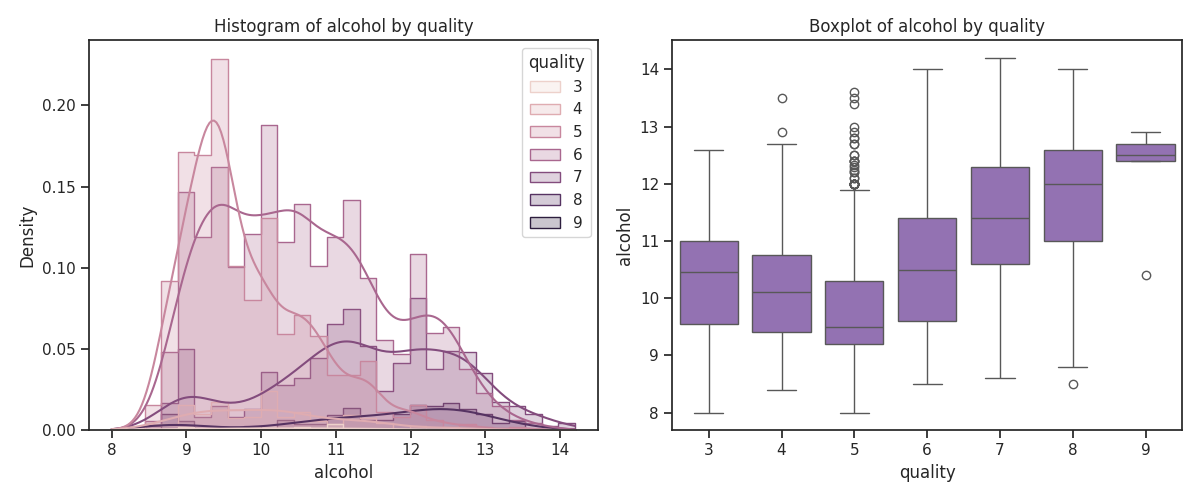 Histogram of alcohol by quality
Density
0.20
0.15
0.10
0.05
0.00
quality
3
4
5
6
7
8
9
8 9 10 11 12 13 14
alcohol
Boxplot of alcohol by quality
alcohol
14
13
12
11
10
9
8
3 4 5 6 7 8 9
quality